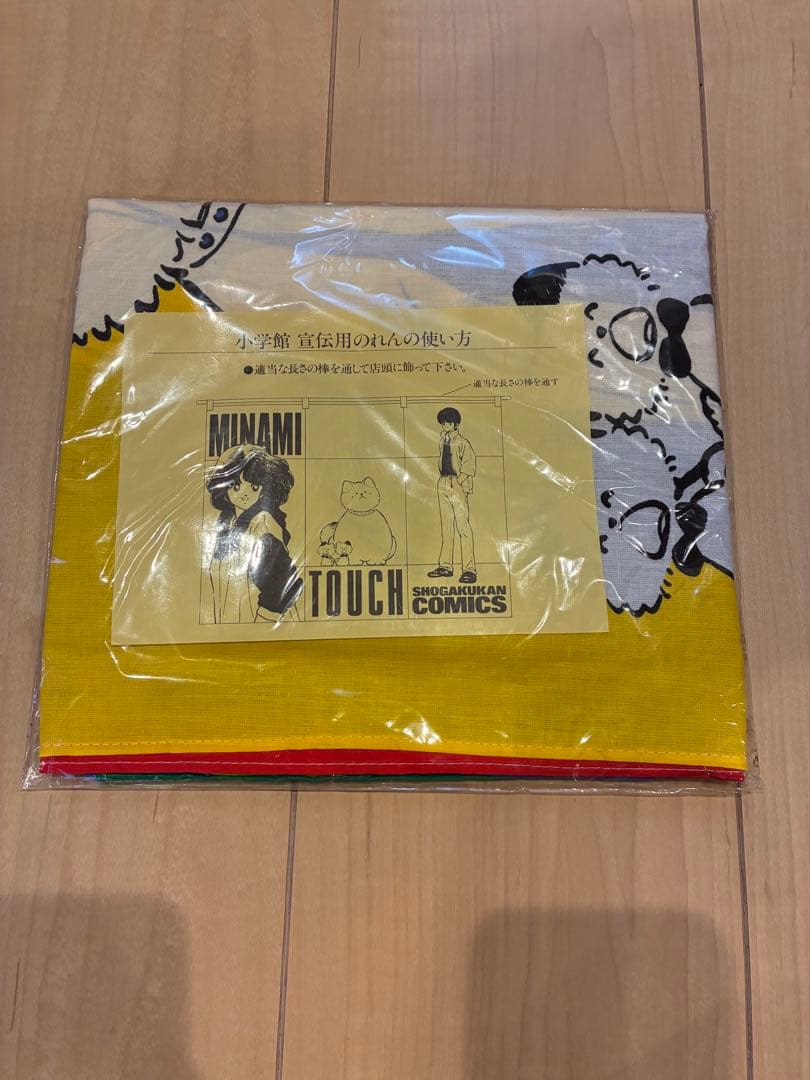 小学館 宣伝用のれんの使い方
●適当な長さの棒を通して店頭に飾って下さい。
適当な長さの棒を通す
MINAMI
TOUCH
SHOGAKUKAN
COMICS